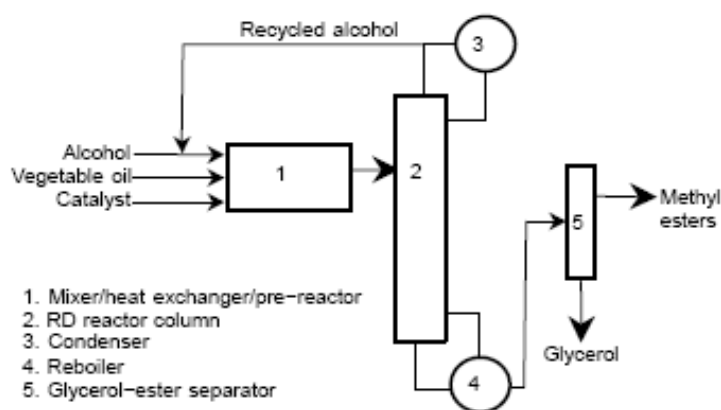 Recycled alcohol
3
Alcohol
Vegetable oil
Catalyst
1
2
5
Methyl
esters
1. Mixer/heat exchanger/pre-reactor
2. RD reactor column
3. Condenser
4. Reboiler
5. Glycerol-ester separator
Glycerol
4